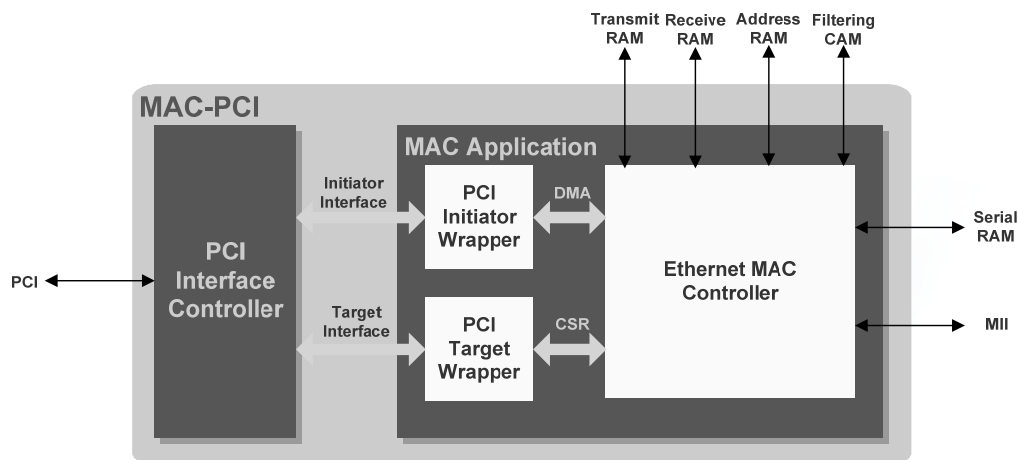 Transmit
RAM
Receive
RAM
Address
RAM
Filtering
CAM
MAC-PCI
MAC Application
Initiator
Interface
PCI
Initiator
Wrapper
DMA
PCI
Interface
Controller
PCI
Ethernet MAC
Controller
Serial
RAM
Target
Interface
PCI
Target
Wrapper
CSR
MII